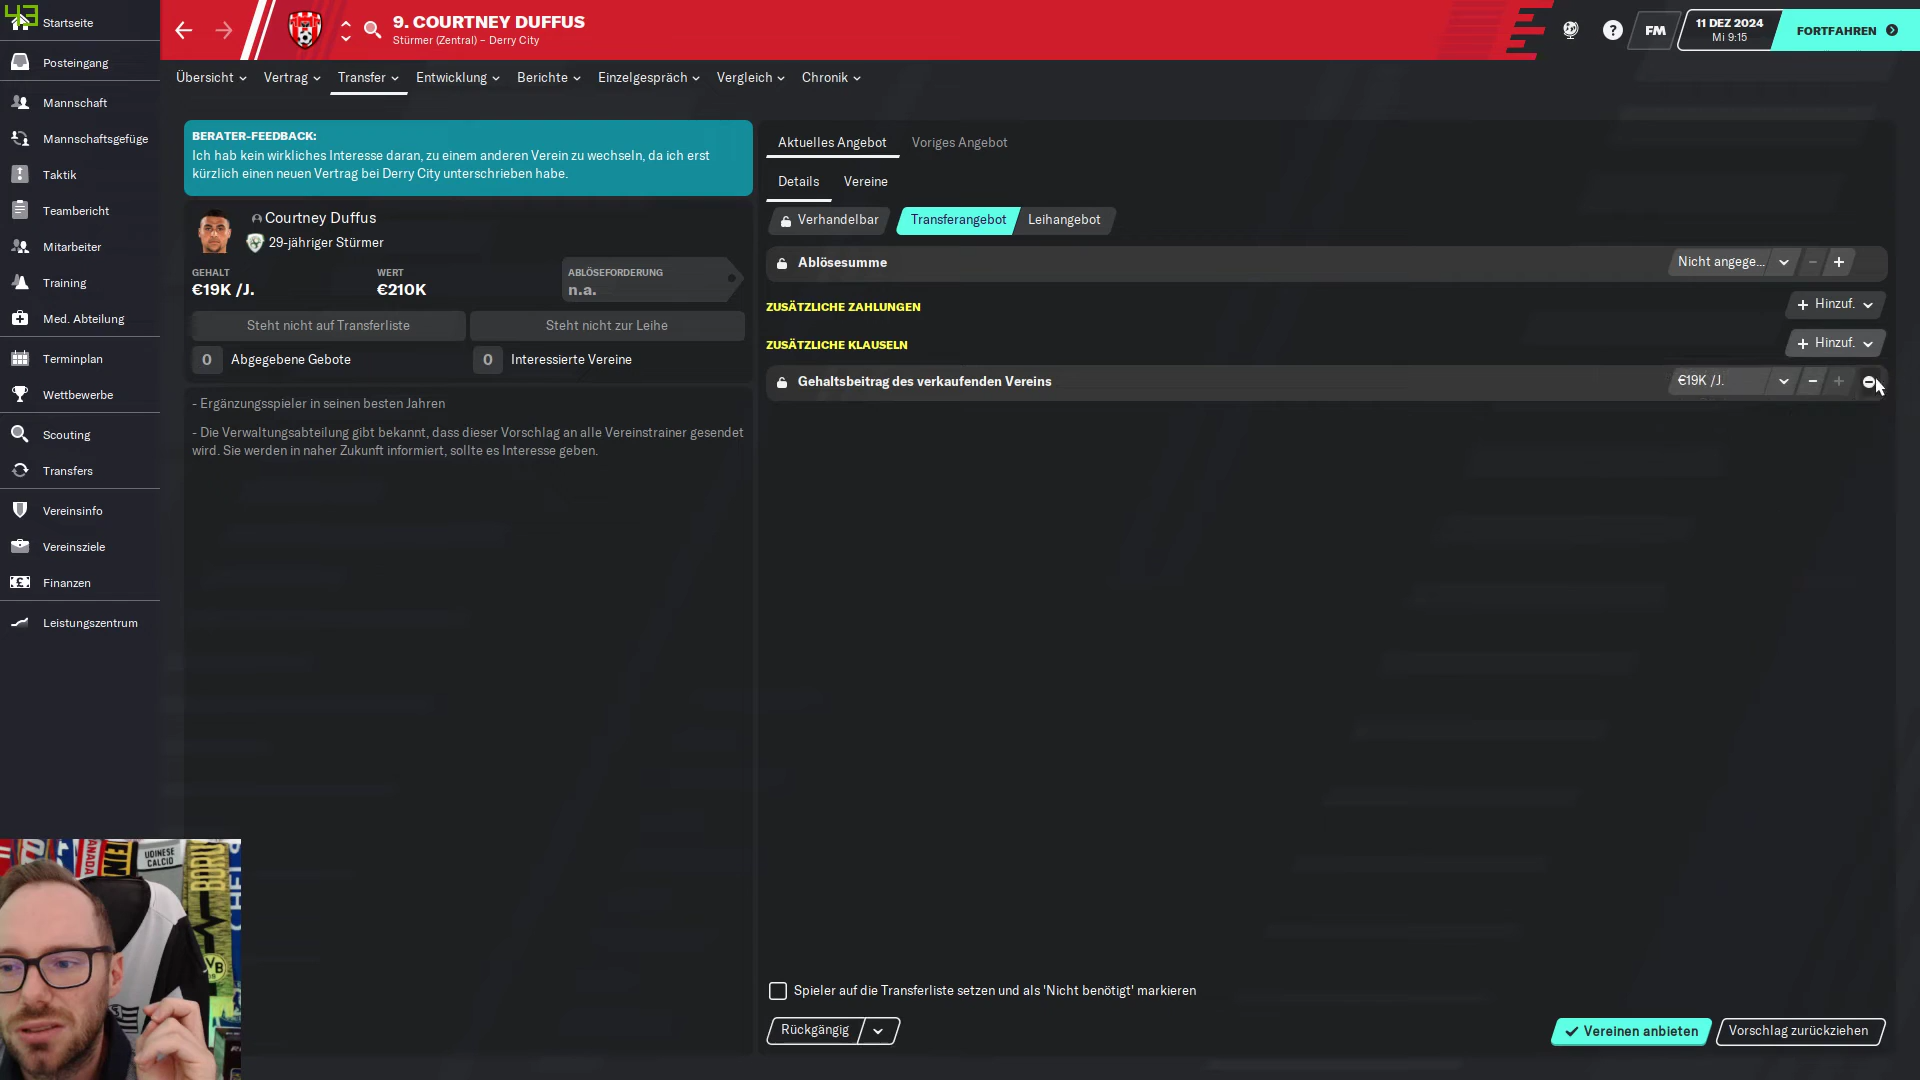 43
Startseite
Posteingang
Mannschaft
Mannschaftsgefüge
Taktik
Teambericht
Mitarbeiter
Training
Med. Abteilung
Terminplan
Wettbewerbe
Scouting
Transfers
Vereinsinfo
Vereinsziele
Finanzen
Leistungszentrum
9. COURTNEY DUFFUS
Stürmer (Zentral) – Derry City
FM
11 DEZ 2024
Mi 9:15
FORTFAHREN
Übersicht Vertrag Transfer Entwicklung Berichte Einzelgespräch Vergleich Chronik
BERATER-FEEDBACK:
Ich hab kein wirkliches Interesse daran, zu einem anderen Verein zu wechseln, da ich erst
kürzlich einen neuen Vertrag bei Derry City unterschrieben habe.
Courtney Duffus
29-jähriger Stürmer
GEHALT WERT ABLÖSEFORDERUNG
€19K /J. €210K n.a.
Steht nicht auf Transferliste Steht nicht zur Leihe
0 Abgegebene Gebote 0 Interessierte Vereine
- Ergänzungsspieler in seinen besten Jahren
- Die Verwaltungsabteilung gibt bekannt, dass dieser Vorschlag an alle Vereinstrainer gesendet
wird. Sie werden in naher Zukunft informiert, sollte es Interesse geben.
Aktuelles Angebot Voriges Angebot
Details Vereine
Verhandelbar Transferangebot Leihangebot
Ablösesumme Nicht angege... − +
ZUSÄTZLICHE ZAHLUNGEN + Hinzuf.
ZUSÄTZLICHE KLAUSELN + Hinzuf.
Gehaltsbeitrag des verkaufenden Vereins €19K /J. − +
Spieler auf die Transferliste setzen und als 'Nicht benötigt' markieren
Rückgängig Vereinen anbieten Vorschlag zurückziehen
CANADA
UDINESE
CALCIO